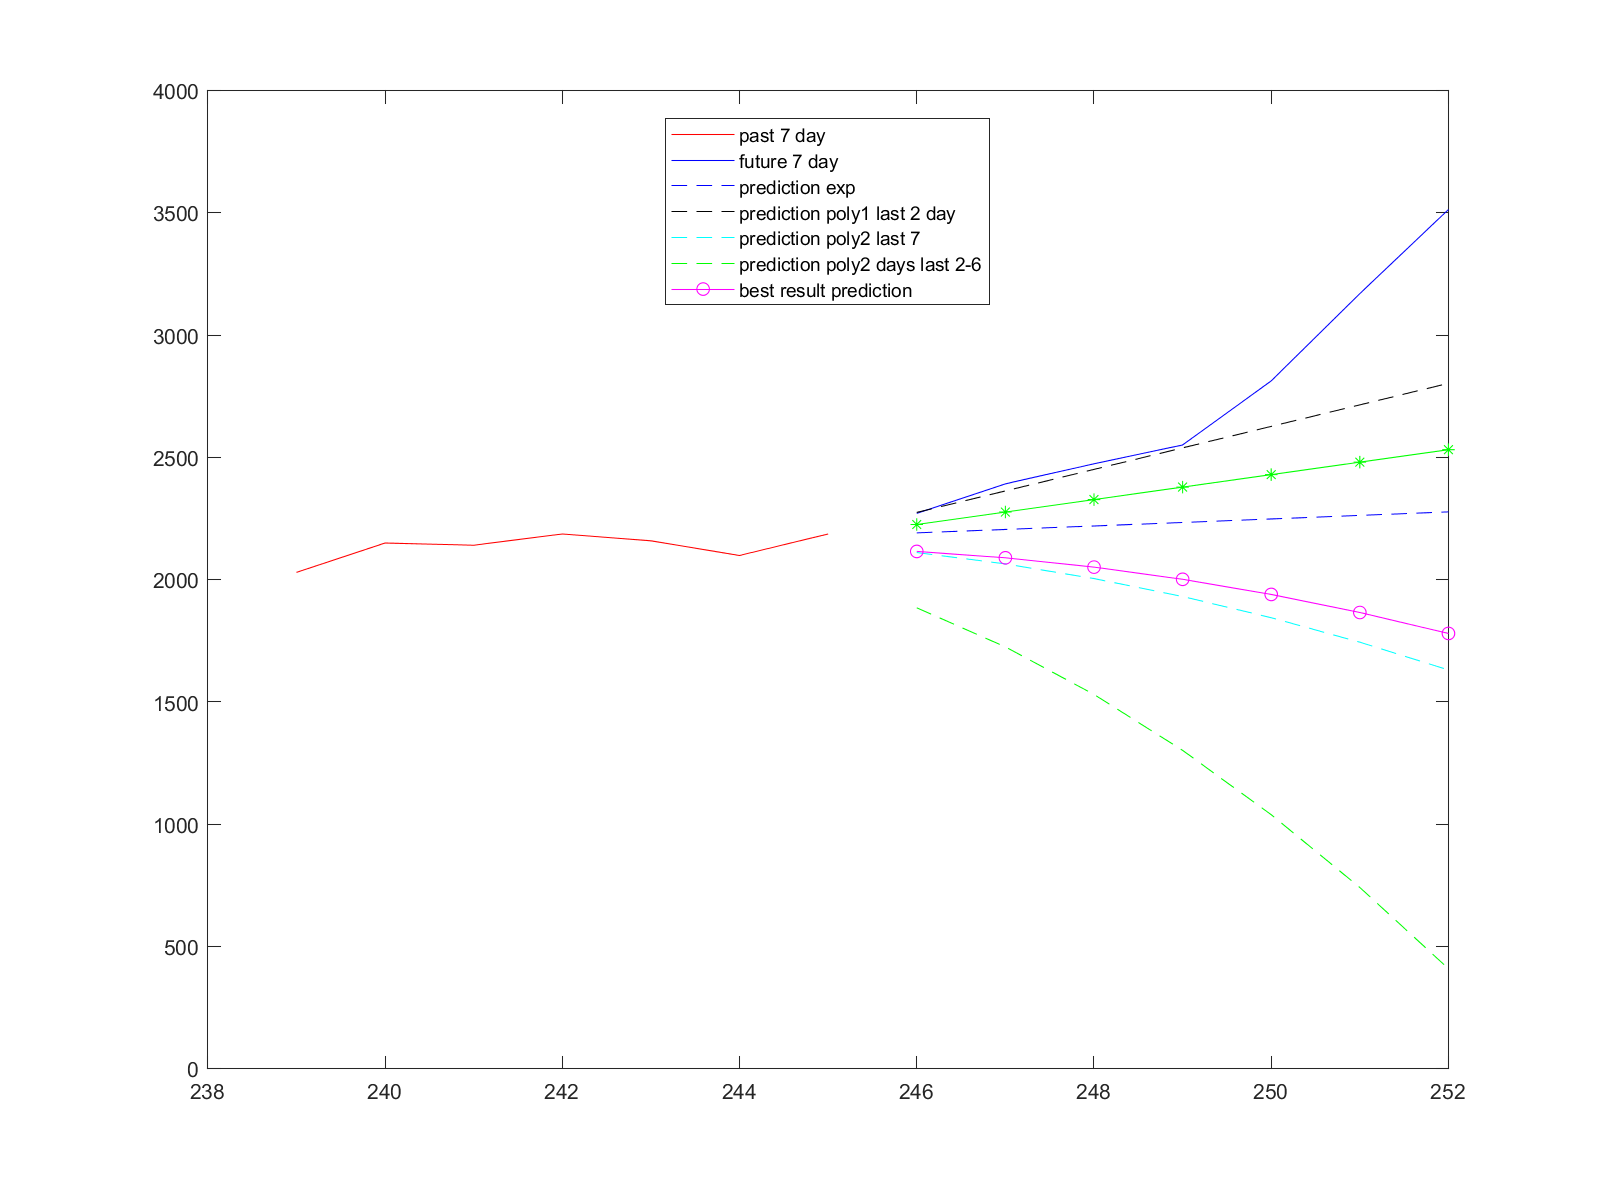 4000
3500
3000
2500
2000
1500
1000
500
0
past 7 day
future 7 day
prediction exp
prediction poly1 last 2 day
prediction poly2 last 7
prediction poly2 days last 2-6
best result prediction
238 240 242 244 246 248 250 252